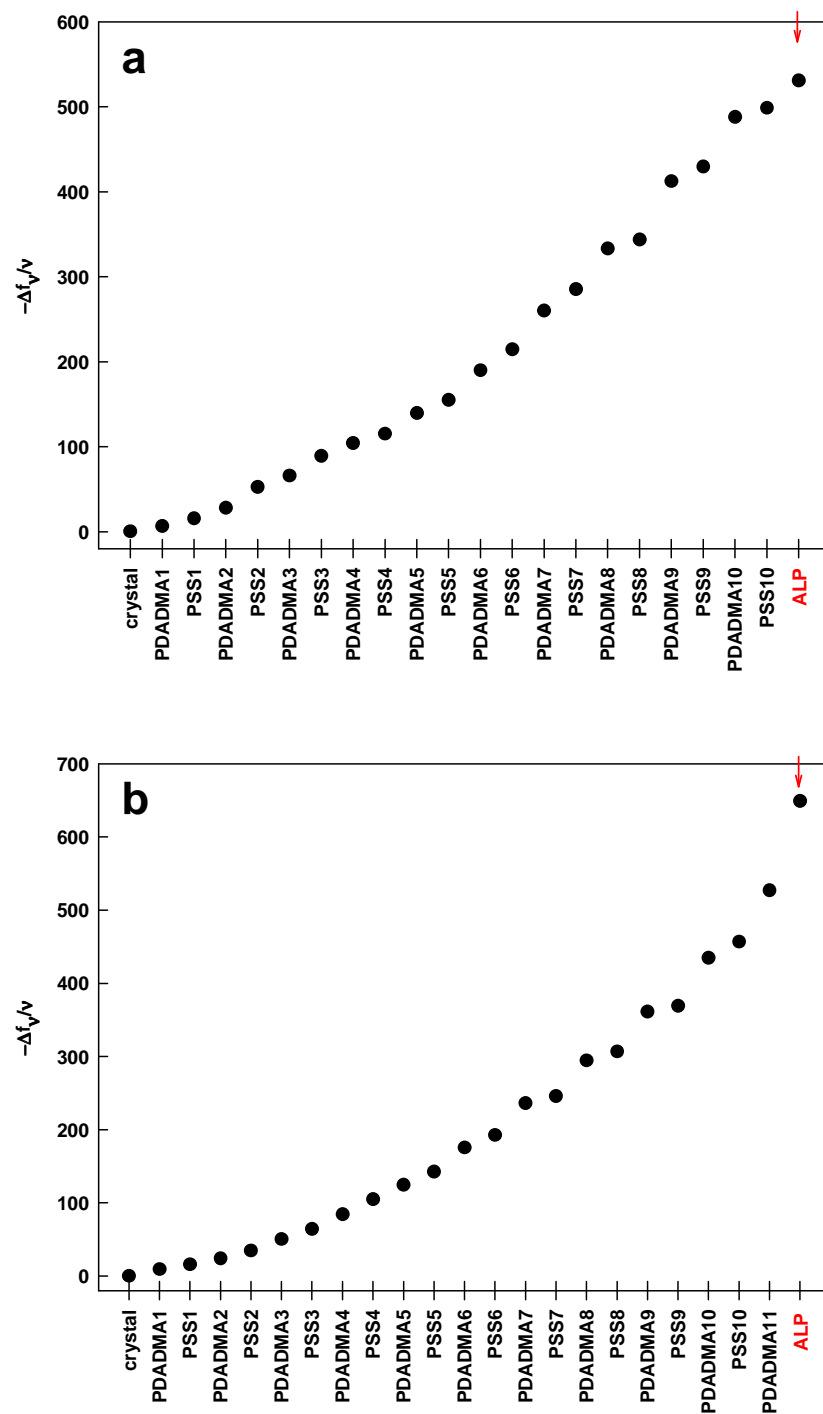 a
600
500
400
300
200
100
0
−Δfν/ν
crystal
PDADMA1
PSS1
PDADMA2
PSS2
PDADMA3
PSS3
PDADMA4
PSS4
PDADMA5
PSS5
PDADMA6
PSS6
PDADMA7
PSS7
PDADMA8
PSS8
PDADMA9
PSS9
PDADMA10
PSS10
ALP
b
700
600
500
400
300
200
100
0
−Δfν/ν
crystal
PDADMA1
PSS1
PDADMA2
PSS2
PDADMA3
PSS3
PDADMA4
PSS4
PDADMA5
PSS5
PDADMA6
PSS6
PDADMA7
PSS7
PDADMA8
PSS8
PDADMA9
PSS9
PDADMA10
PSS10
PDADMA11
ALP